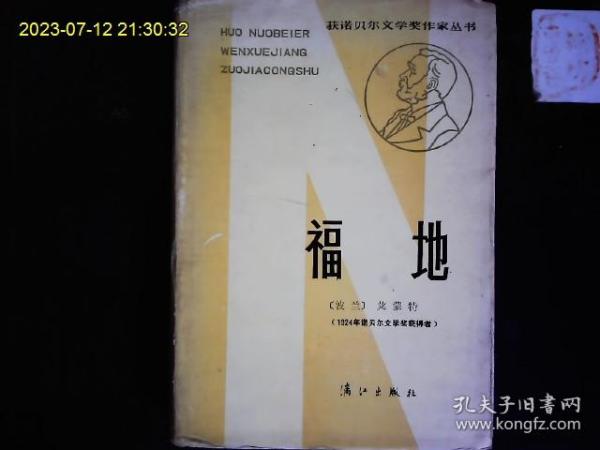 2023-07-12 21:30:32
获诺贝尔文学奖作家丛书
HUO NUOBEIER
WENXUEJIANG
ZUOJIACONGSHU
福 地
〔波兰〕莱蒙特
(1924年诺贝尔文学奖获得者)
漓江出版社
孔夫子旧书网
www.kongfz.com